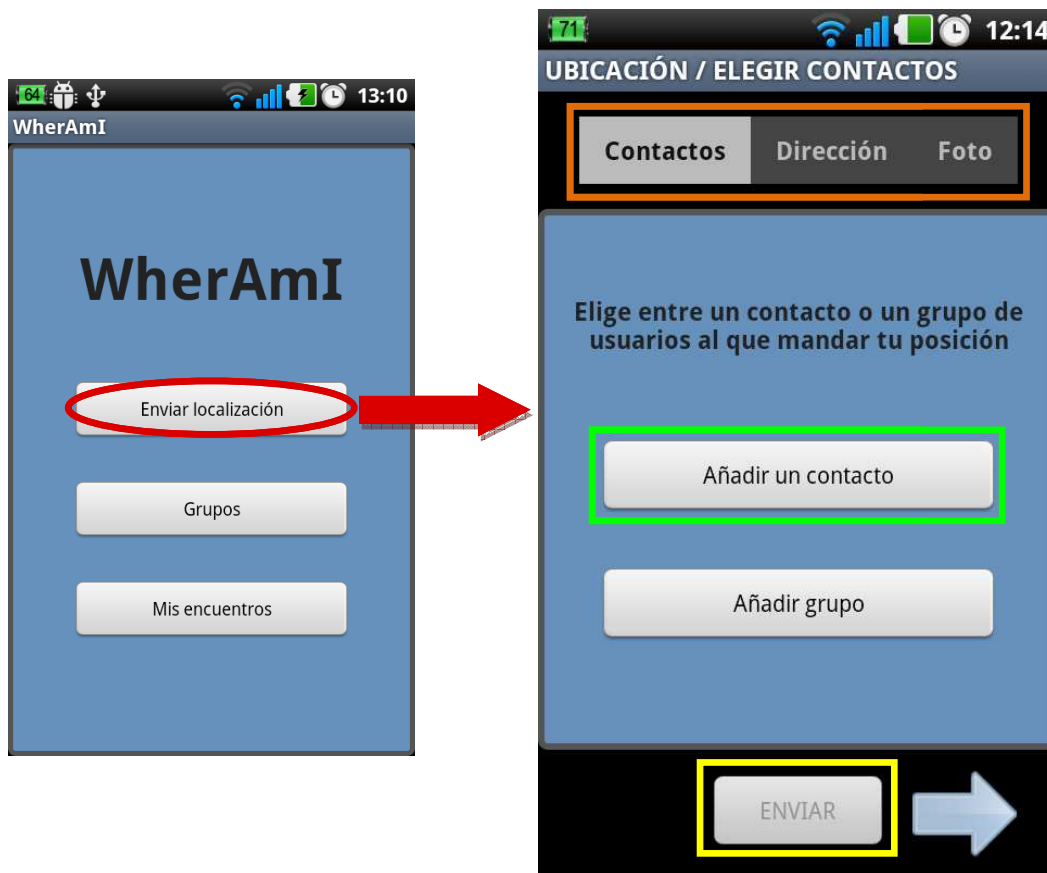 64
13:10
WherAmI
WherAmI
Enviar localización
Grupos
Mis encuentros
71
12:14
UBICACIÓN / ELEGIR CONTACTOS
Contactos Dirección Foto
Elige entre un contacto o un grupo de
usuarios al que mandar tu posición
Añadir un contacto
Añadir grupo
ENVIAR